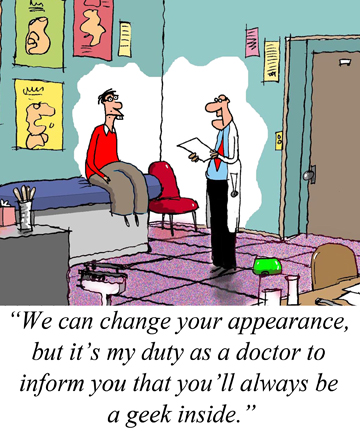 “We can change your appearance,
but it’s my duty as a doctor to
inform you that you’ll always be
a geek inside.”